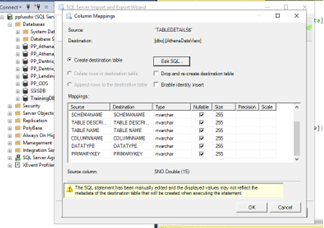 Connect
SQL Server Import and Export Wizard
Column Mappings
Source: 'TABLEDETAILS$'
Destination: [dbo].[AthenaDataView]
Create destination table
Edit SQL...
Delete rows in destination table
Drop and re-create destination table
Append rows to the destination table
Enable identity insert
Mappings:
Source Destination Type Nullable Size Precision Scale
SCHEMANAME SCHEMANAME nvarchar 255
TABLE DESCRI... TABLE DESCRI... nvarchar 255
TABLE NAME TABLE NAME nvarchar 255
COLUMNNAME COLUMNNAME nvarchar 255
DATATYPE DATATYPE nvarchar 255
PRIMARYKEY PRIMARYKEY nvarchar 255
Source column: SNO Double (15)
The SQL statement has been manually edited and the displayed values may not reflect the
metadata of the destination table that will be created when executing the statement.
OK Cancel
Databases
System Dat
Database S
PP_Athena
PP_Athena
PP_Athena
PP_Dentry
PP_Landing
PP_ODS
SSISDB
TrainingDB
Security
Server Objects
Replication
PolyBase
Always On Hig
Management
Integration Ser
SQL Server Age
XEvent Profiler